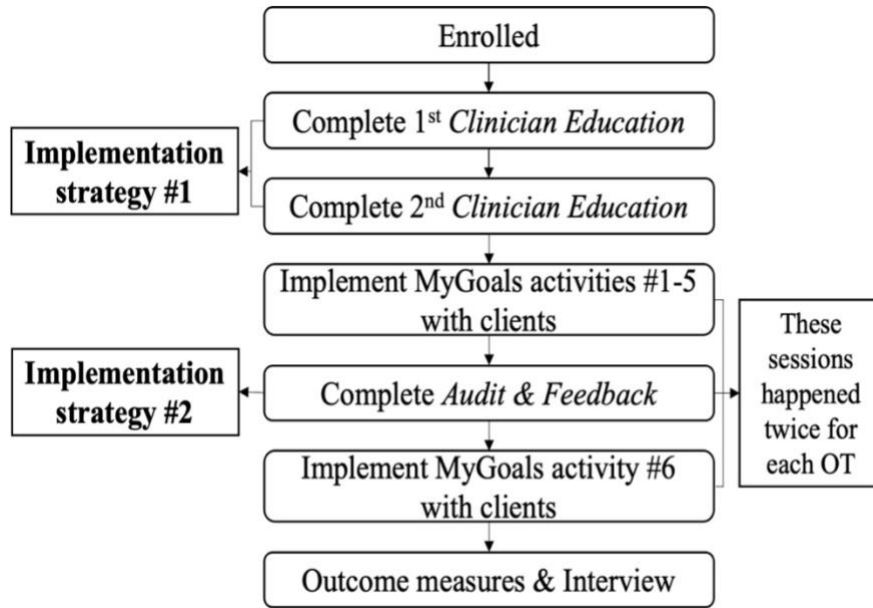 Enrolled
Complete 1st Clinician Education
Implementation
strategy #1
Complete 2nd Clinician Education
Implement MyGoals activities #1-5
with clients
These
sessions
happened
twice for
each OT
Implementation
strategy #2
Complete Audit & Feedback
Implement MyGoals activity #6
with clients
Outcome measures & Interview